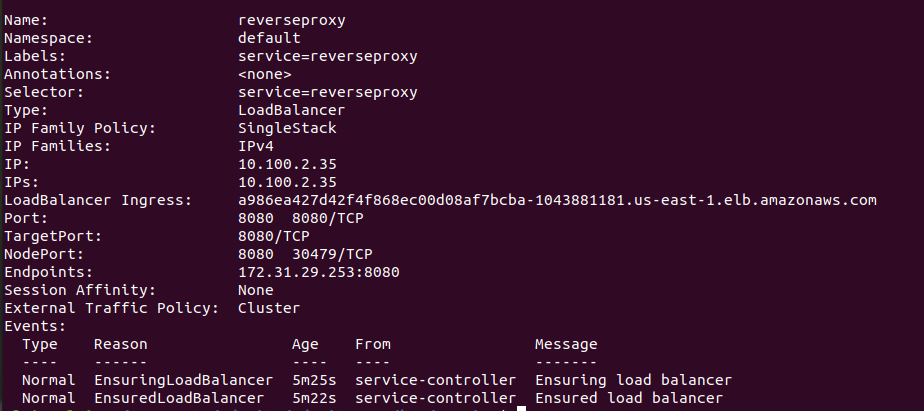 Name: reverseproxy
Namespace: default
Labels: service=reverseproxy
Annotations: <none>
Selector: service=reverseproxy
Type: LoadBalancer
IP Family Policy: SingleStack
IP Families: IPv4
IP: 10.100.2.35
IPs: 10.100.2.35
LoadBalancer Ingress: a986ea427d42f4f868ec00d08af7bcba-1043881181.us-east-1.elb.amazonaws.com
Port: 8080 8080/TCP
TargetPort: 8080/TCP
NodePort: 8080 30479/TCP
Endpoints: 172.31.29.253:8080
Session Affinity: None
External Traffic Policy: Cluster
Events:
Type Reason Age From Message
---- ------ ---- ---- -------
Normal EnsuringLoadBalancer 5m25s service-controller Ensuring load balancer
Normal EnsuredLoadBalancer 5m22s service-controller Ensured load balancer